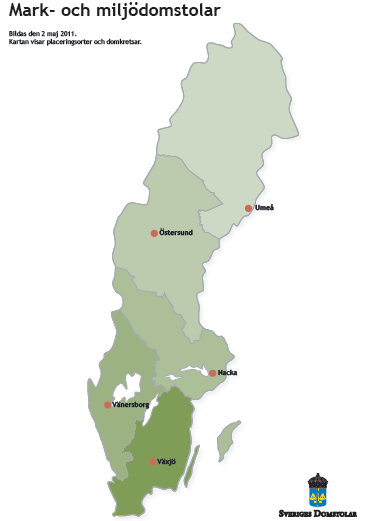 Mark- och miljödomstolar
Bildas den 2 maj 2011.
Kartan visar placeringsorter och domkretsar.
Umeå
Östersund
Nacka
Vänersborg
Växjö
SVERIGES DOMSTOLAR